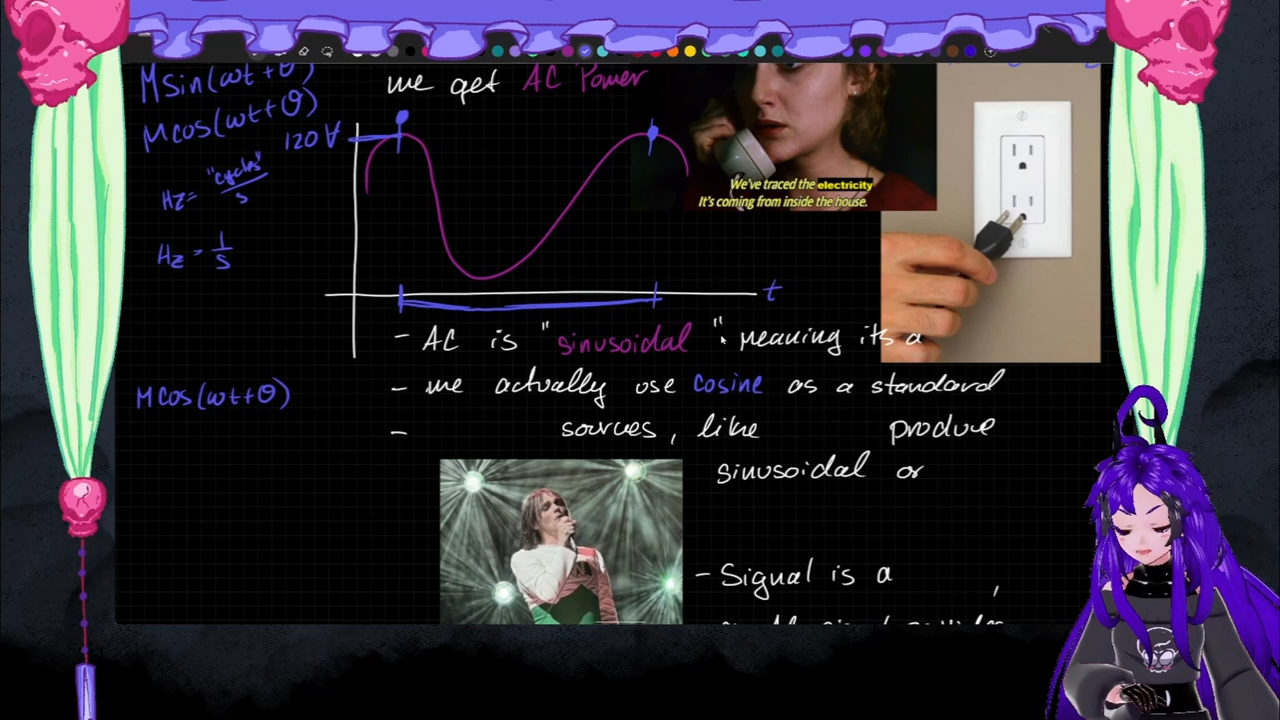 Msin(ωt+θ)
we get AC Power
Mcos(ωt+θ)
120 V
Hz = "cycles"
s
We've traced the electricity
It's coming from inside the house.
Hz = 1
s
t
- AC is "sinusoidal" meaning its a
Mcos(ωt+θ)
- we actually use cosine as a standard
- sources, like produce
sinusoidal or
- Signal is a ,